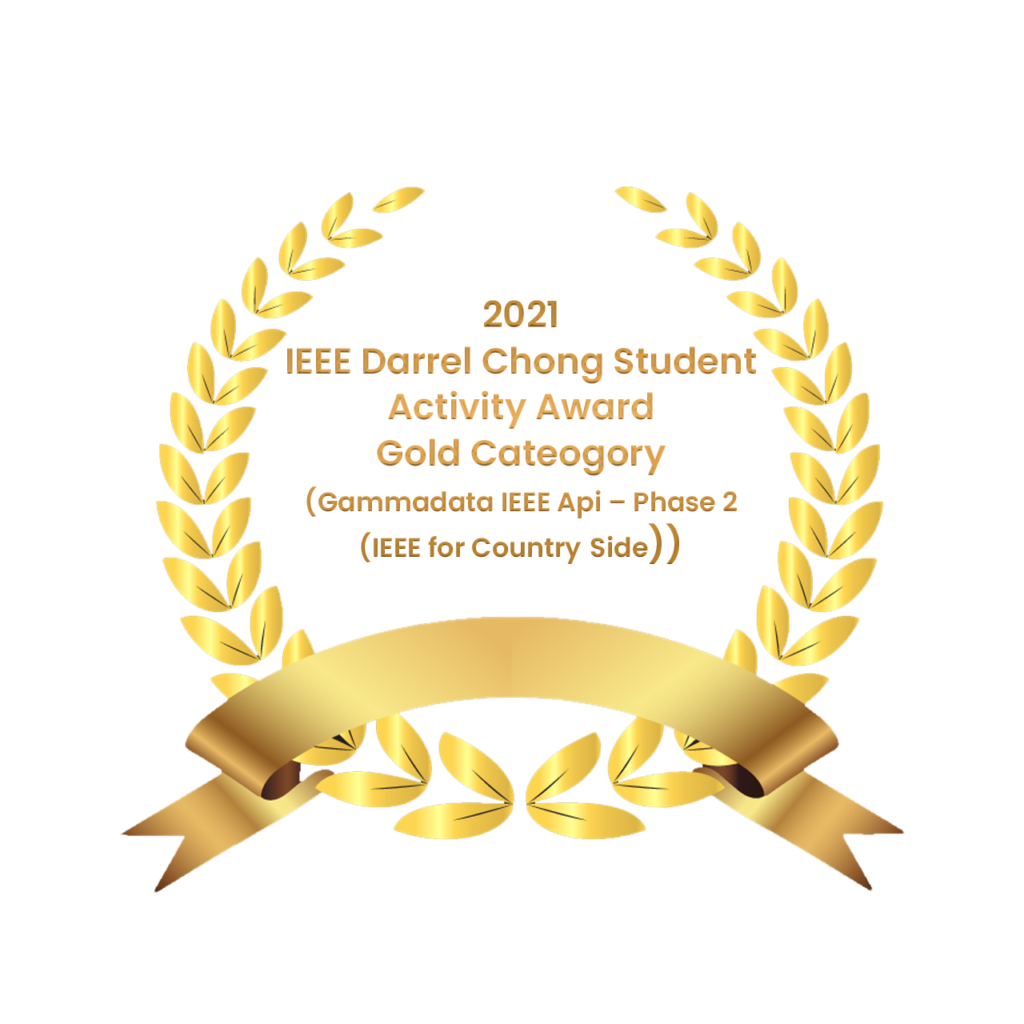 2021
IEEE Darrel Chong Student
Activity Award
Gold Cateogory
(Gammadata IEEE Api – Phase 2
(IEEE for Country Side))